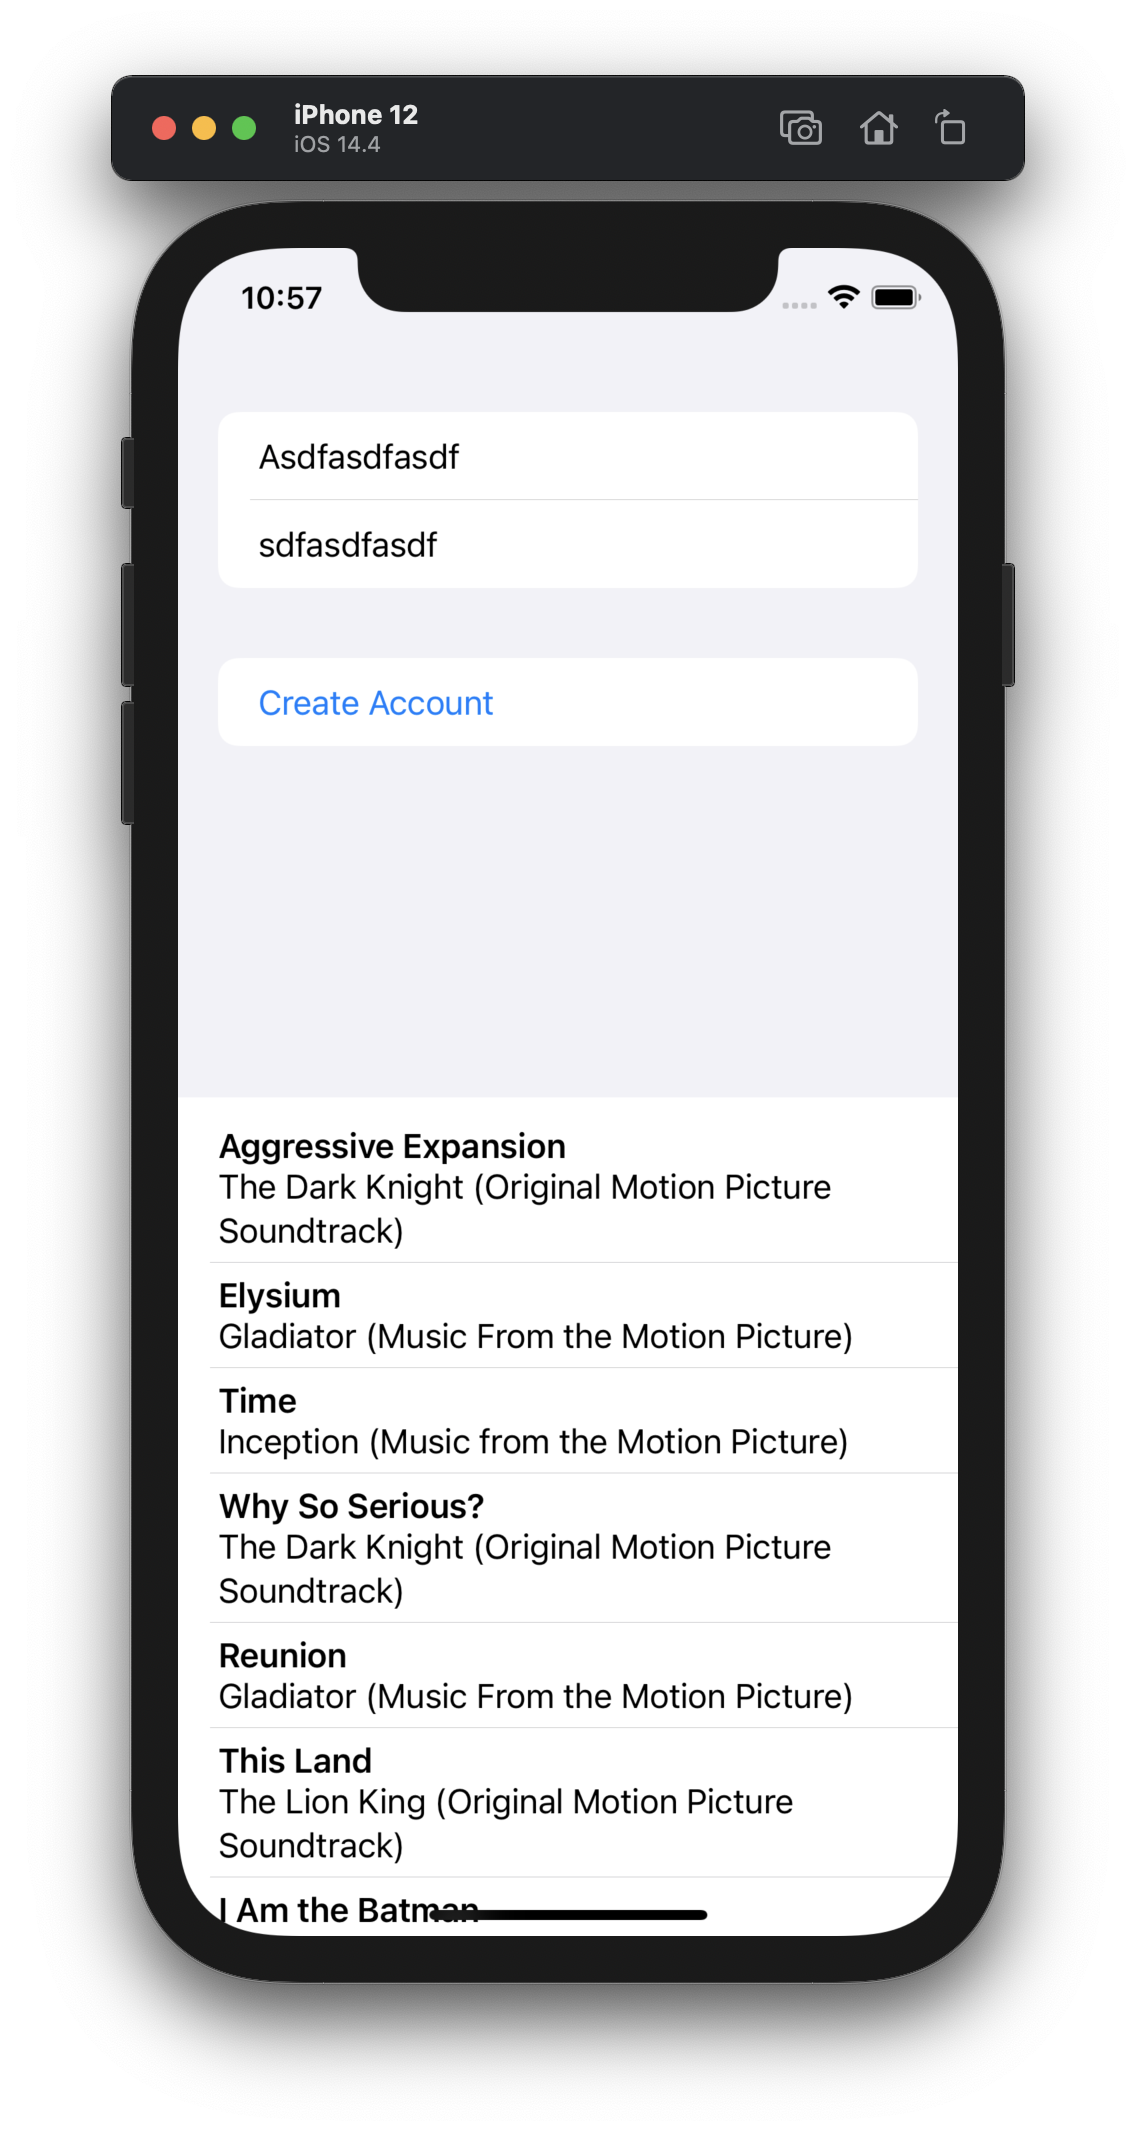 iPhone 12
iOS 14.4
10:57
Asdfasdfasdf
sdfasdfasdf
Create Account
Aggressive Expansion
The Dark Knight (Original Motion Picture
Soundtrack)
Elysium
Gladiator (Music From the Motion Picture)
Time
Inception (Music from the Motion Picture)
Why So Serious?
The Dark Knight (Original Motion Picture
Soundtrack)
Reunion
Gladiator (Music From the Motion Picture)
This Land
The Lion King (Original Motion Picture
Soundtrack)
I Am the Batman